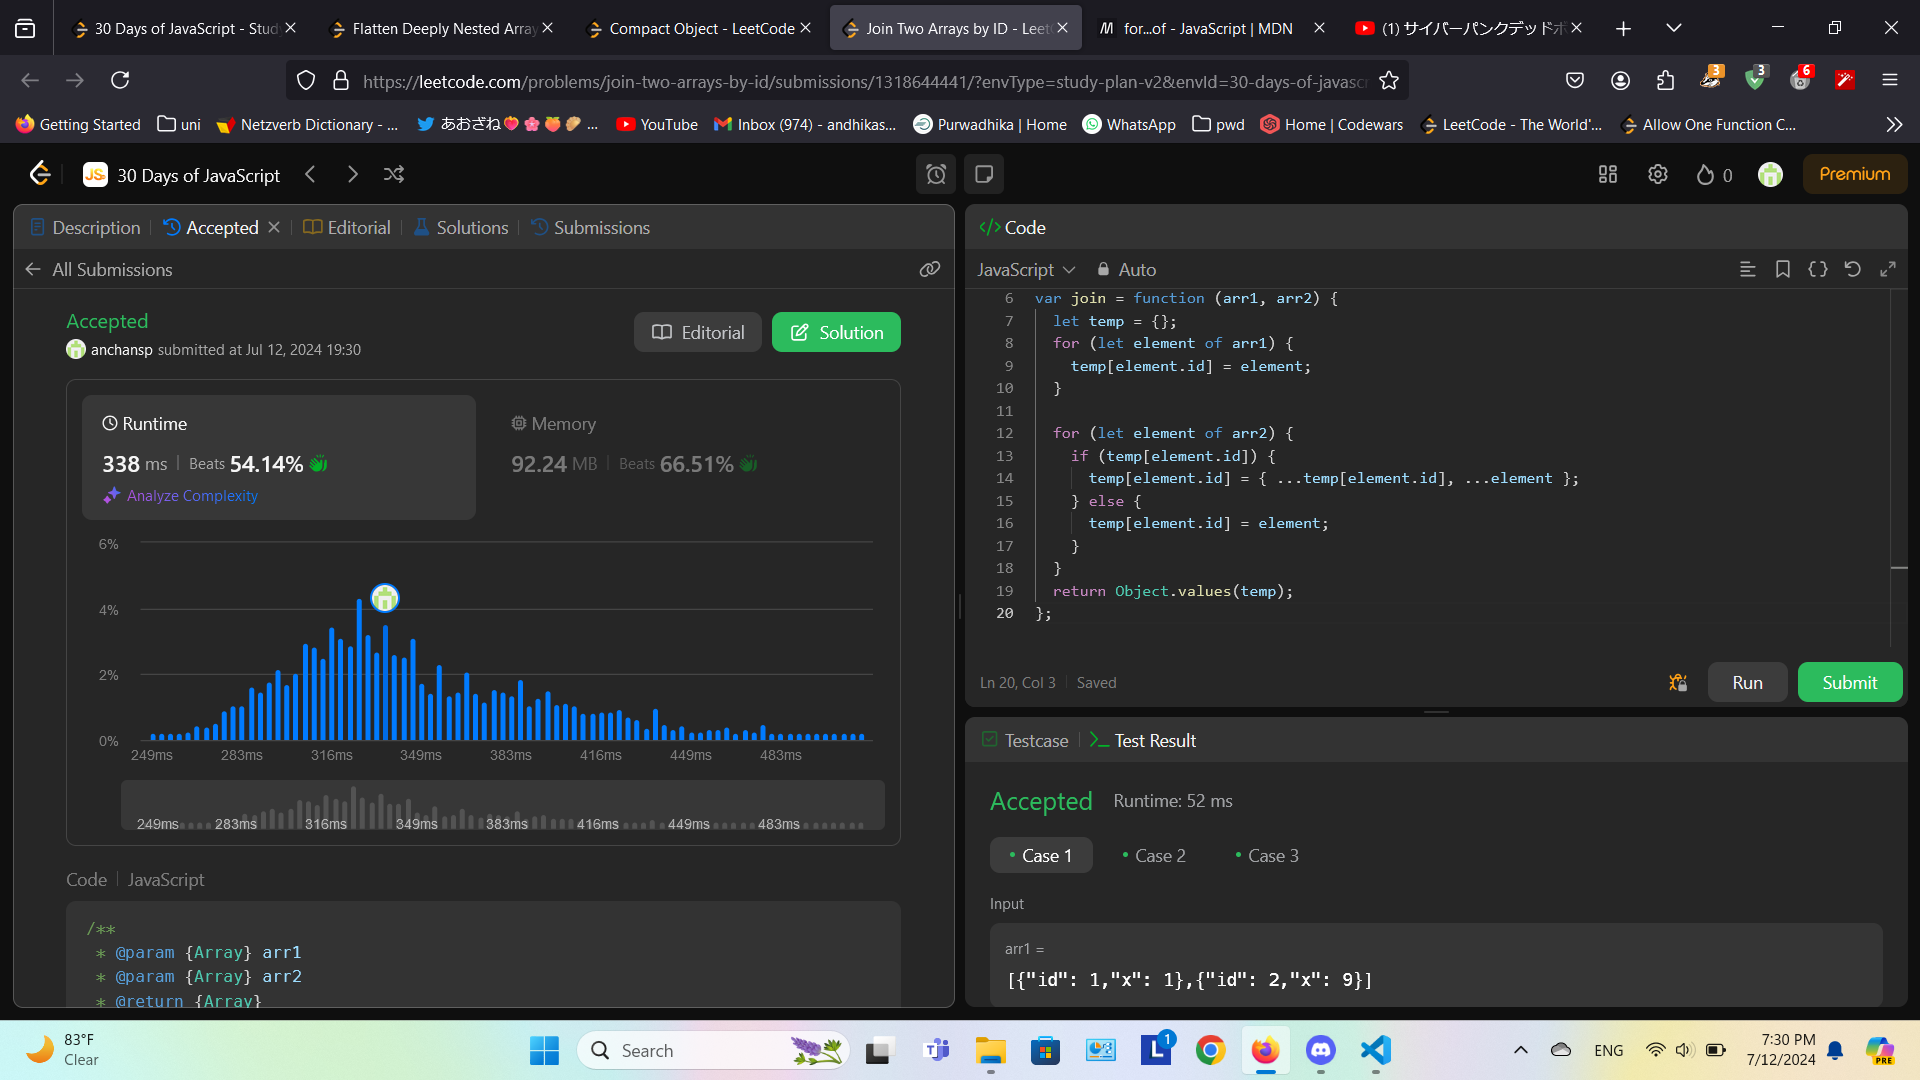 30 Days of JavaScript - Stud
Flatten Deeply Nested Array
Compact Object - LeetCode
Join Two Arrays by ID - Leet
for...of - JavaScript | MDN
(1) サイバーパンクデッドボ
https://leetcode.com/problems/join-two-arrays-by-id/submissions/1318644441/?envType=study-plan-v2&envId=30-days-of-javascr
3
3
6
Getting Started
uni
Netzverb Dictionary - ...
あおざね ...
YouTube
Inbox (974) - andhikas...
Purwadhika | Home
WhatsApp
pwd
Home | Codewars
LeetCode - The World'...
Allow One Function C...
JS
30 Days of JavaScript
0
Premium
Description
Accepted
Editorial
Solutions
Submissions
All Submissions
Accepted
anchansp submitted at Jul 12, 2024 19:30
Editorial
Solution
Runtime
338 ms | Beats 54.14%
Analyze Complexity
Memory
92.24 MB | Beats 66.51%
6%
4%
2%
0%
249ms 283ms 316ms 349ms 383ms 416ms 449ms 483ms
249ms 283ms 316ms 349ms 383ms 416ms 449ms 483ms
Code | JavaScript
/**
* @param {Array} arr1
* @param {Array} arr2
* @return {Array}
</> Code
JavaScript
Auto
6 var join = function (arr1, arr2) {
7 let temp = {};
8 for (let element of arr1) {
9 temp[element.id] = element;
10 }
11
12 for (let element of arr2) {
13 if (temp[element.id]) {
14 temp[element.id] = { ...temp[element.id], ...element };
15 } else {
16 temp[element.id] = element;
17 }
18 }
19 return Object.values(temp);
20 };
Ln 20, Col 3 | Saved
Run
Submit
Testcase
Test Result
Accepted Runtime: 52 ms
Case 1
Case 2
Case 3
Input
arr1 =
[{"id": 1,"x": 1},{"id": 2,"x": 9}]
83°F
Clear
Search
1
ENG
7:30 PM
7/12/2024
PRE